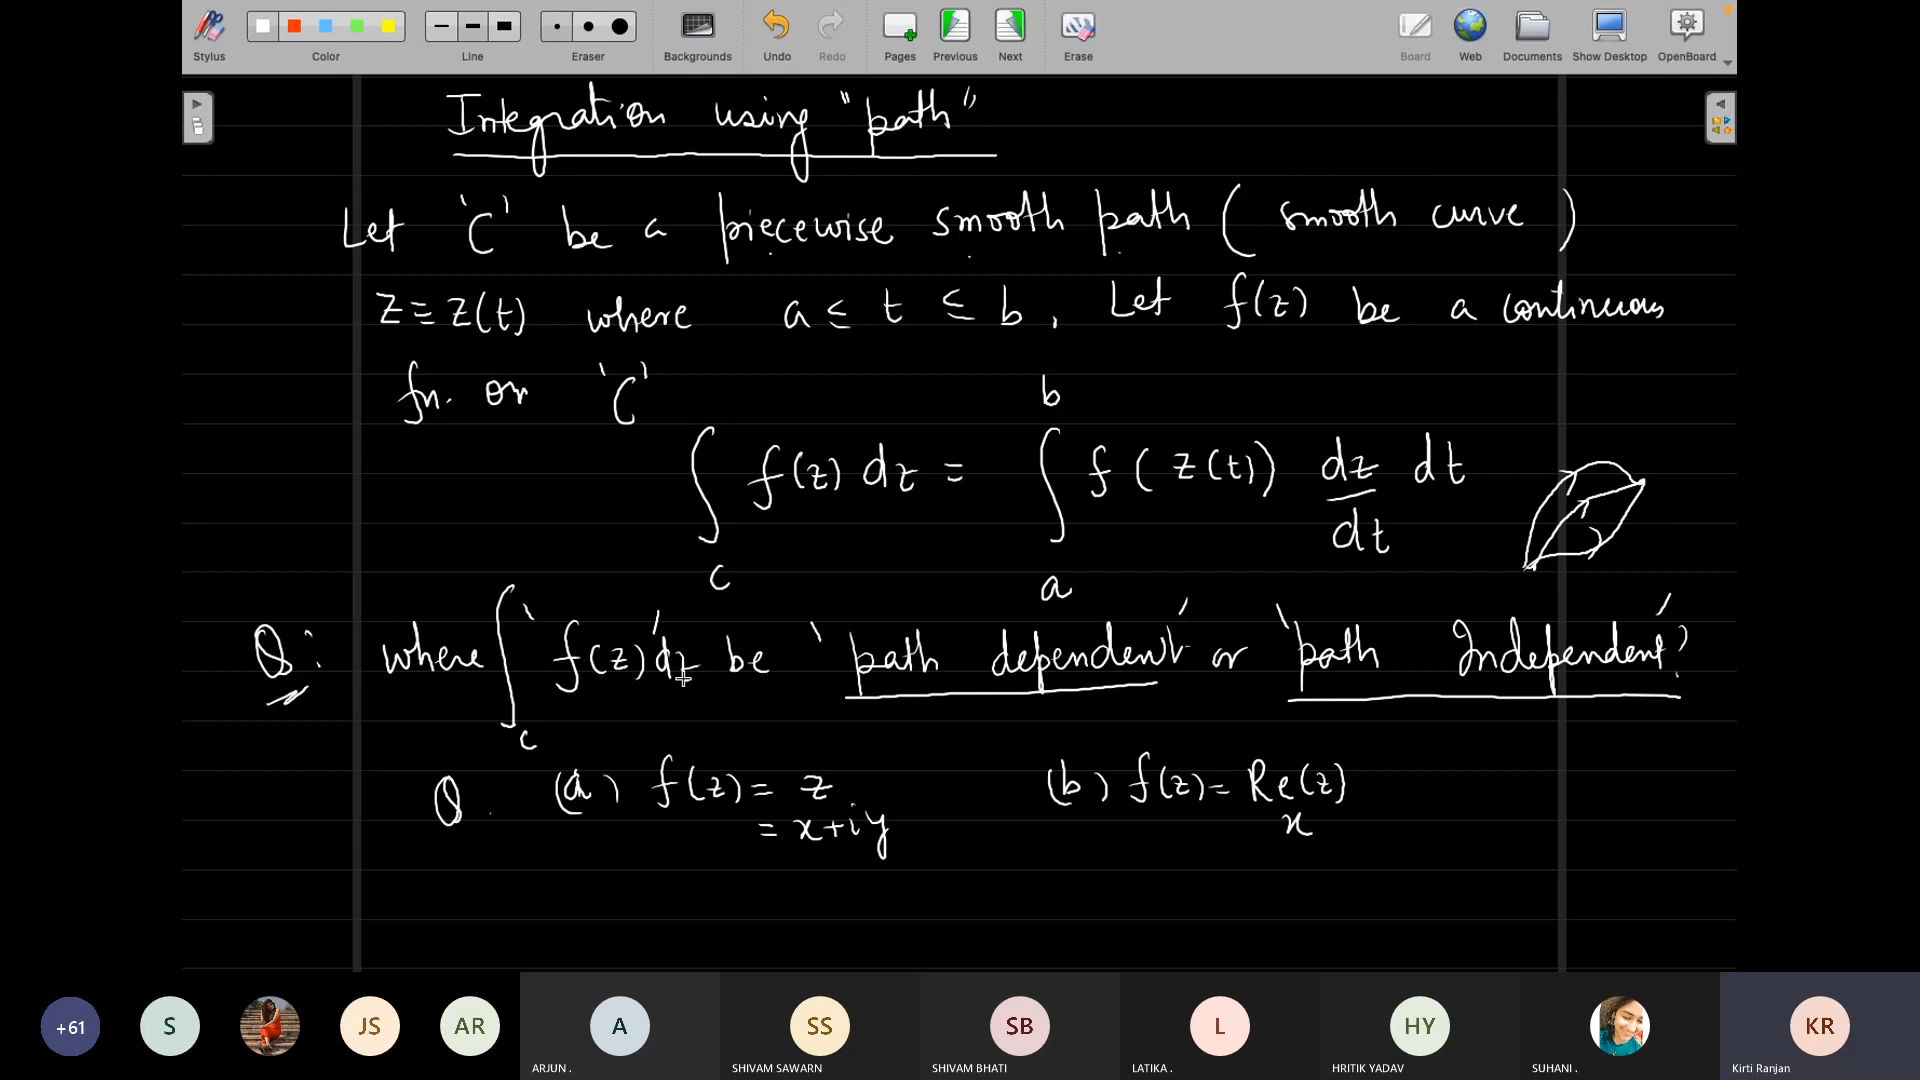 Stylus Color Line Eraser Backgrounds Undo Redo Pages Previous Next Erase Board Web Documents Show Desktop OpenBoard
Integration using "path"
Let 'C' be a piecewise smooth path ( smooth curve )
z = z(t) where a ≤ t ≤ b, Let f(z) be a continuous
fn. on 'C'
∫_C f(z) dz = ∫_a^b f ( z(t)) dz/dt dt
Q: where ∫_C 'f(z)'dz be 'path dependent' or 'path Independent'?
Q. (a) f(z) = z (b) f(z) = Re(z)
= x+iy x
+61 S JS AR A SS SB L HY KR
ARJUN . SHIVAM SAWARN SHIVAM BHATI LATIKA . HRITIK YADAV SUHANI . Kirti Ranjan